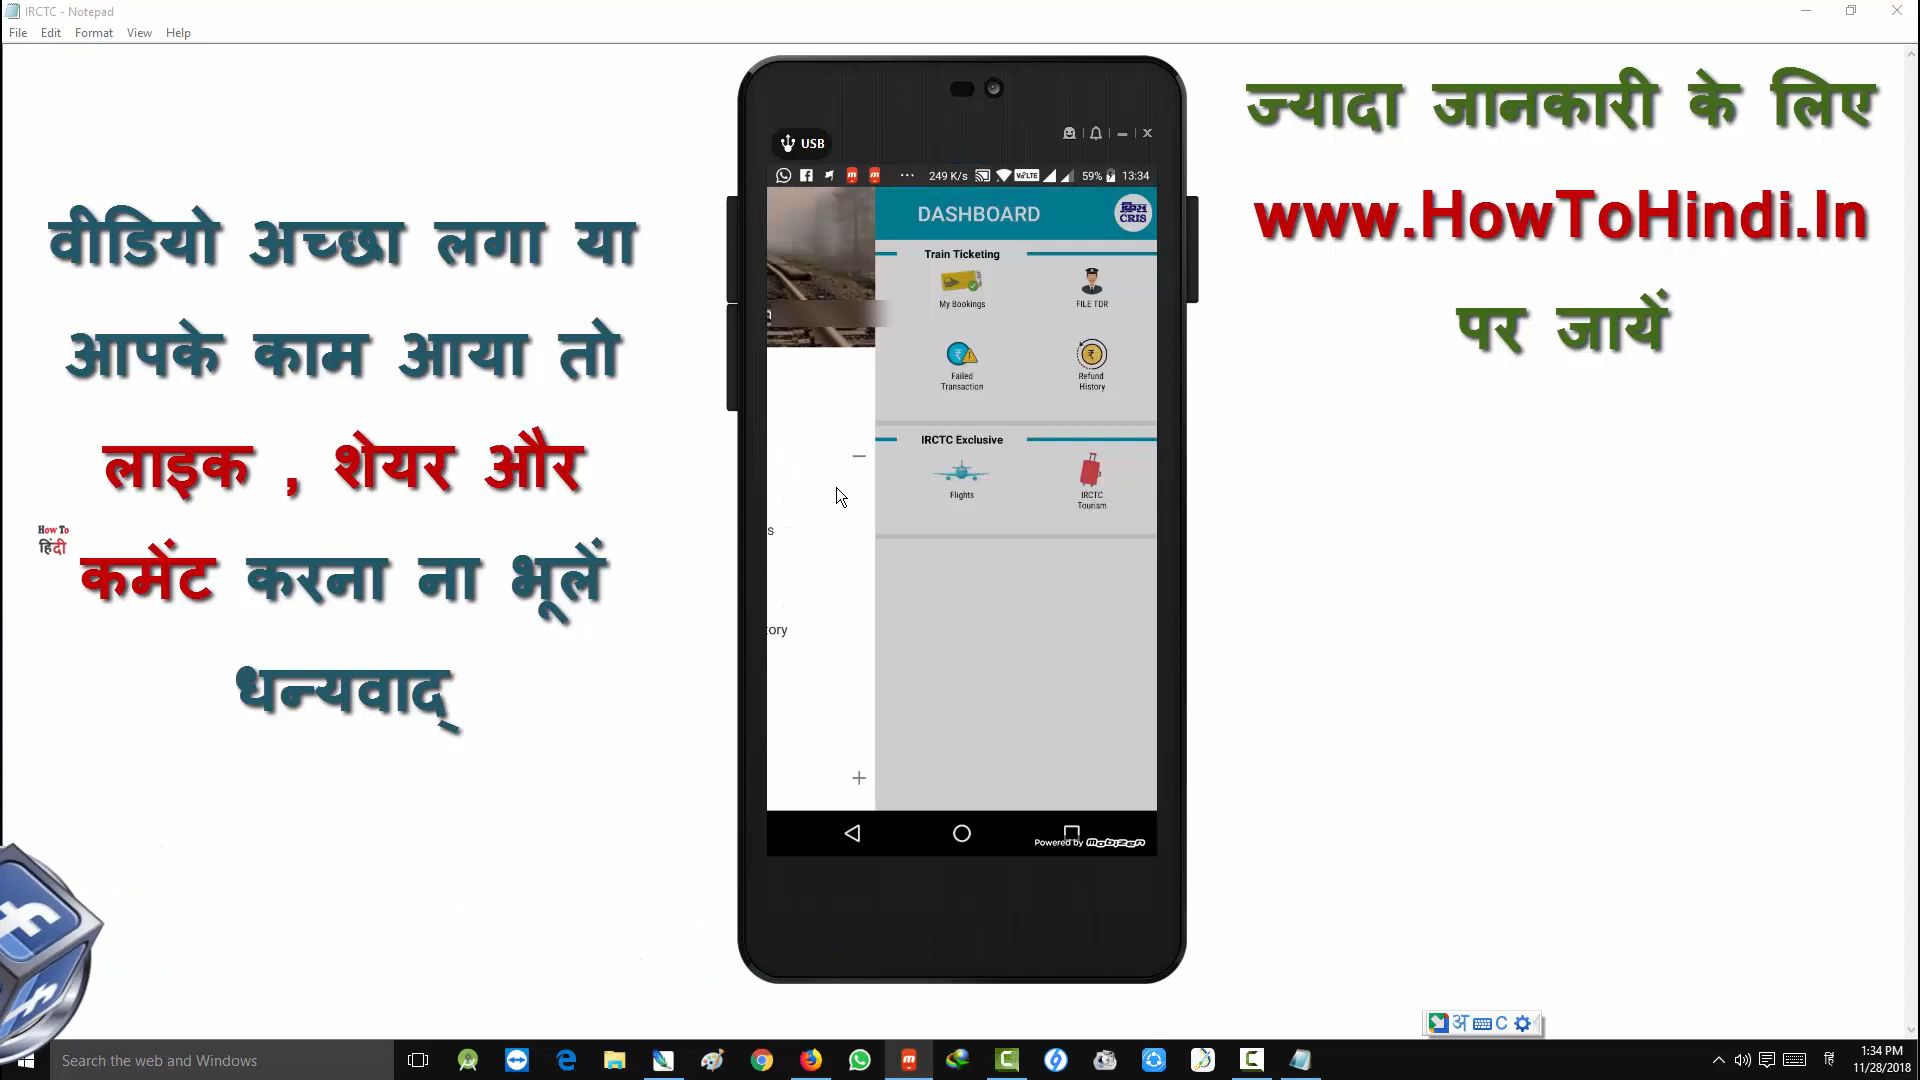 IRCTC - Notepad
File Edit Format View Help
वीडियो अच्छा लगा या
आपके काम आया तो
लाइक , शेयर और
कमेंट करना ना भूलें
धन्यवाद्
How To
हिंदी
USB
249 K/s VoLTE 59% 13:34
DASHBOARD
क्रिस
CRIS
Train Ticketing
My Bookings
FILE TDR
Failed
Transaction
Refund
History
IRCTC Exclusive
Flights
IRCTC
Tourism
s
tory
Powered by mobizen
ज्यादा जानकारी के लिए
www.HowToHindi.In
पर जायें
अ C
Search the web and Windows
हिं
1:34 PM
11/28/2018